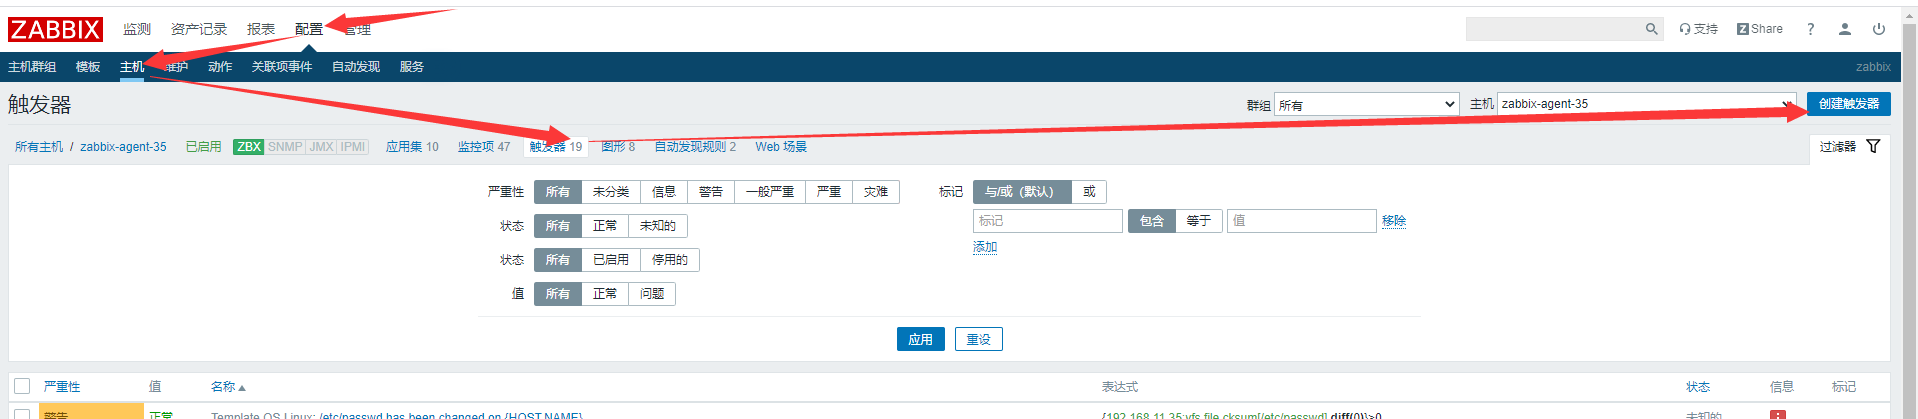 ZABBIX 监测 资产记录 报表 配置 管理 支持 Z Share ?
主机群组 模板 主机 维护 动作 关联项事件 自动发现 服务 zabbix
触发器 群组 所有 主机 zabbix-agent-35 创建触发器
所有主机 / zabbix-agent-35 已启用 ZBX SNMP JMX IPMI 应用集 10 监控项 47 触发器 19 图形 8 自动发现规则 2 Web 场景 过滤器
严重性 所有 未分类 信息 警告 一般严重 严重 灾难 标记 与/或（默认） 或
状态 所有 正常 未知的 标记 包含 等于 值 移除
添加
状态 所有 已启用 停用的
值 所有 正常 问题
应用 重设
严重性 值 名称 表达式 状态 信息 标记
警告 正常 Template OS Linux: /etc/passwd has been changed on {HOST.NAME} {192.168.11.35:vfs.file.cksum[/etc/passwd].diff(0)}>0 未知的 i